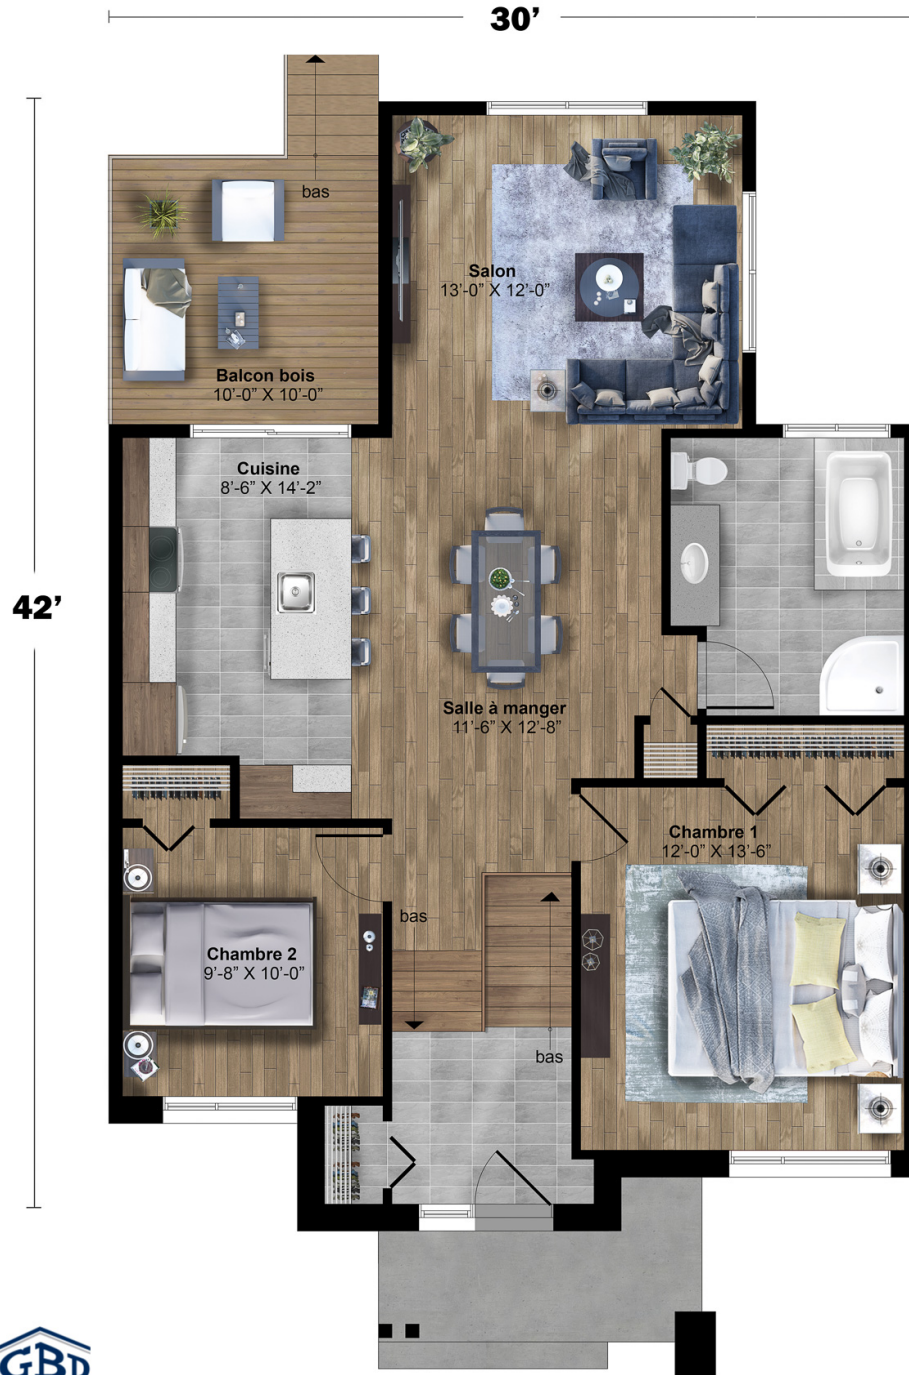 30’
bas
Salon
13’-0” X 12’-0”
Balcon bois
10’-0” X 10’-0”
Cuisine
8’-6” X 14’-2”
42’
Salle à manger
11’-6” X 12’-8”
Chambre 1
12’-0” X 13’-6”
bas
Chambre 2
9’-8” X 10’-0”
bas
GBD